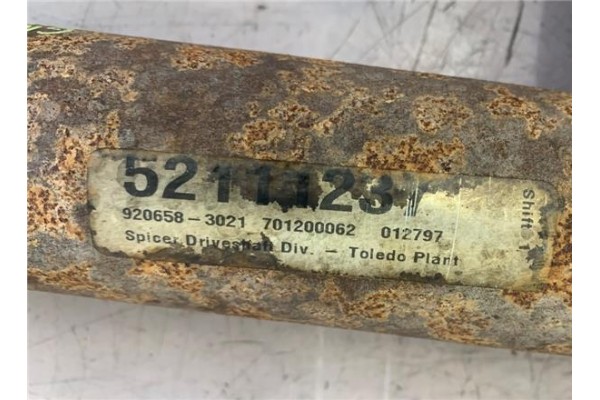 5211123
920658-3021 701200062 012797
Spicer Driveshaft Div. - Toledo Plant
Shift 1